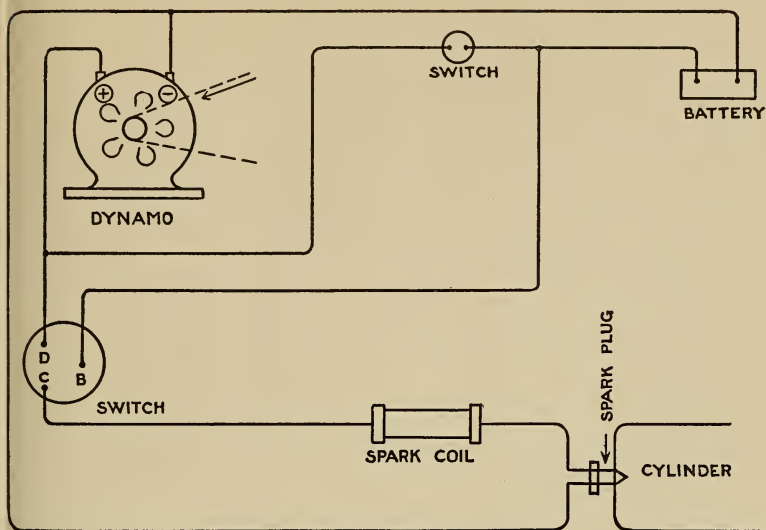 SWITCH
BATTERY
+
−
DYNAMO
D
C
B
SWITCH
SPARK PLUG
SPARK COIL
CYLINDER